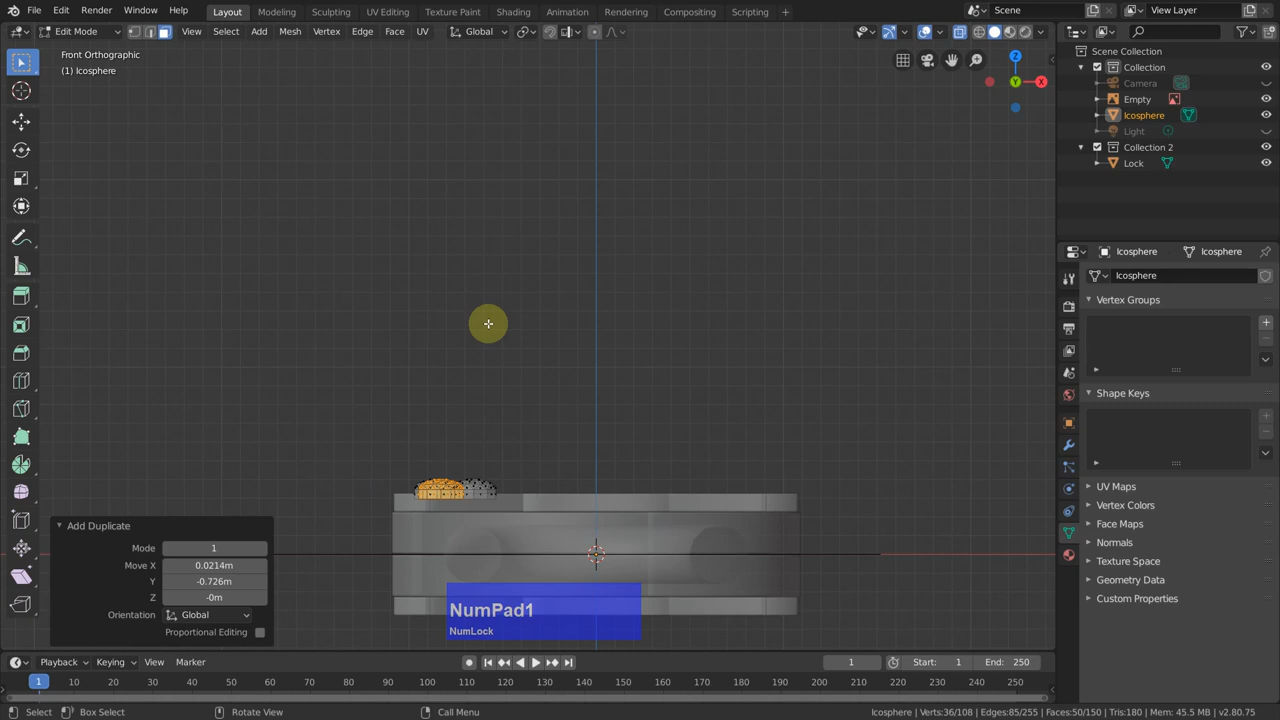 File Edit Render Window Help
Layout Modeling Sculpting UV Editing Texture Paint Shading Animation Rendering Compositing Scripting +
Scene
View Layer
Edit Mode View Select Add Mesh Vertex Edge Face UV Global
Front Orthographic
(1) Icosphere
Z
Y
X
Scene Collection
Collection
Camera
Empty
Icosphere
Light
Collection 2
Lock
Icosphere Icosphere
Icosphere
Vertex Groups
Shape Keys
UV Maps
Vertex Colors
Face Maps
Normals
Texture Space
Geometry Data
Custom Properties
Add Duplicate
Mode 1
Move X 0.0214m
Y -0.726m
Z -0m
Orientation Global
Proportional Editing
NumPad1
NumLock
Playback Keying View Marker 1 Start: 1 End: 250
1 10 20 30 40 50 60 70 80 90 100 110 120 130 140 150 160 170 180 190 200 210 220 230 240 250
Select Box Select Rotate View Call Menu Icosphere | Verts:36/108 | Edges:85/255 | Faces:50/150 | Tris:180 | Mem: 45.5 MB | v2.80.75